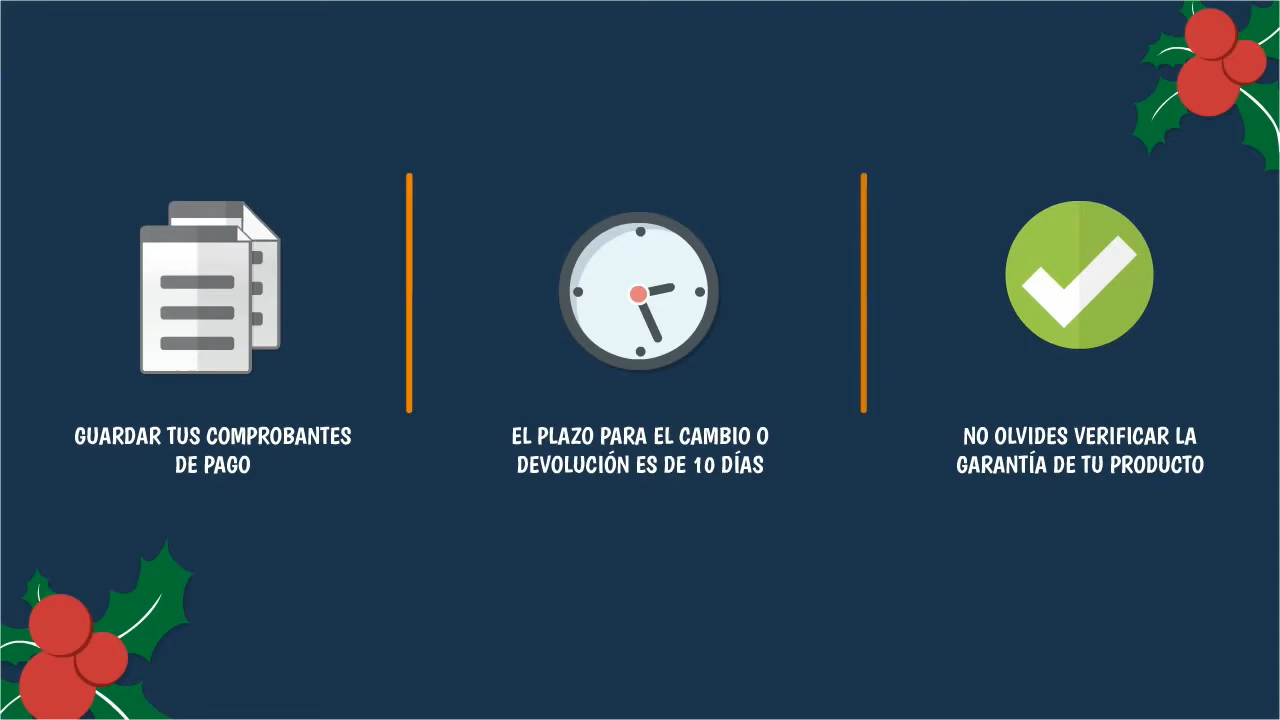 GUARDAR TUS COMPROBANTES
DE PAGO
EL PLAZO PARA EL CAMBIO O
DEVOLUCIÓN ES DE 10 DÍAS
NO OLVIDES VERIFICAR LA
GARANTÍA DE TU PRODUCTO